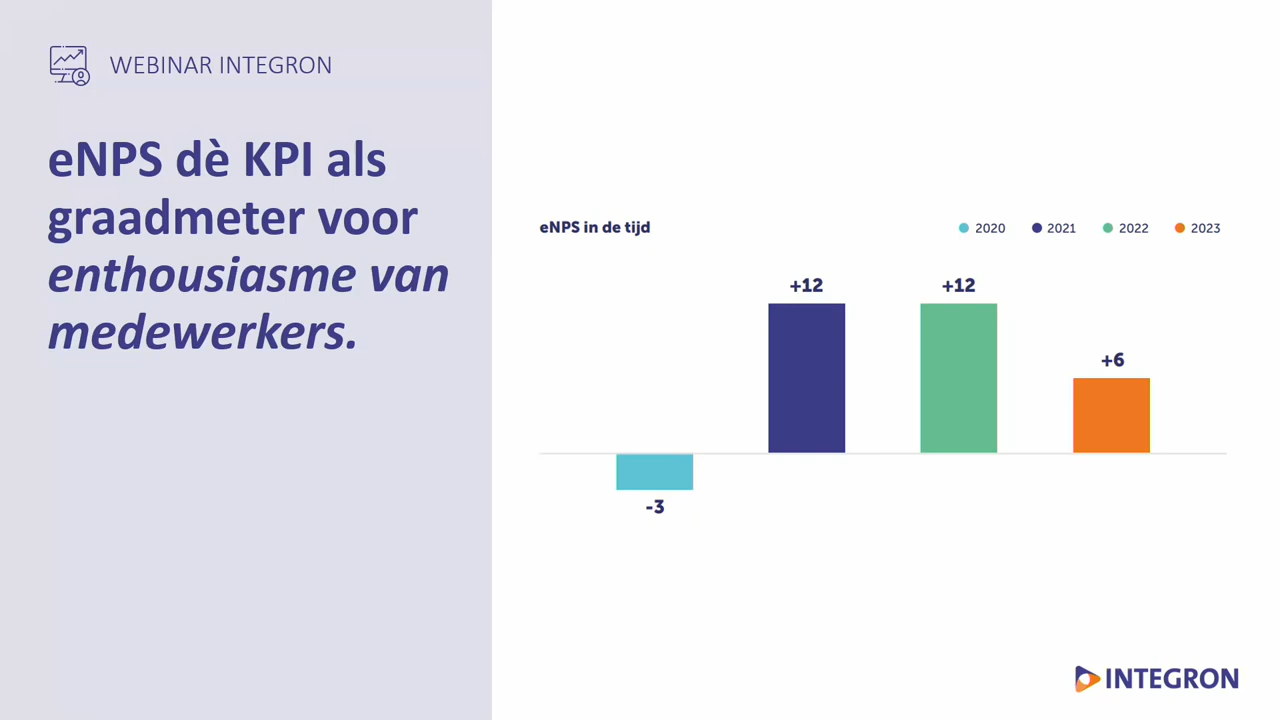 WEBINAR INTEGRON
eNPS dè KPI als
graadmeter voor
enthousiasme van
medewerkers.
eNPS in de tijd
2020
2021
2022
2023
+12
+12
+6
-3
INTEGRON